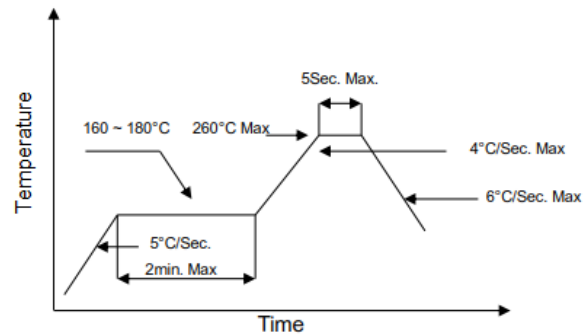 5Sec. Max.
160 ~ 180°C
260°C Max
4°C/Sec. Max
6°C/Sec. Max
5°C/Sec.
2min. Max
Temperature
Time